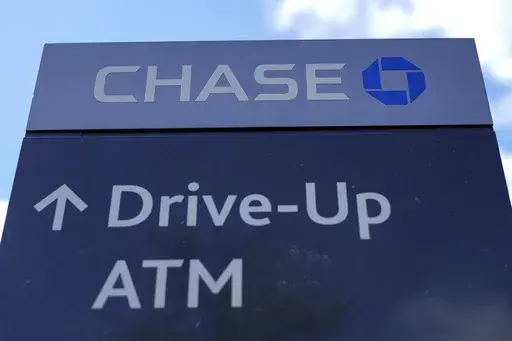 CHASE
↑ Drive-Up
ATM